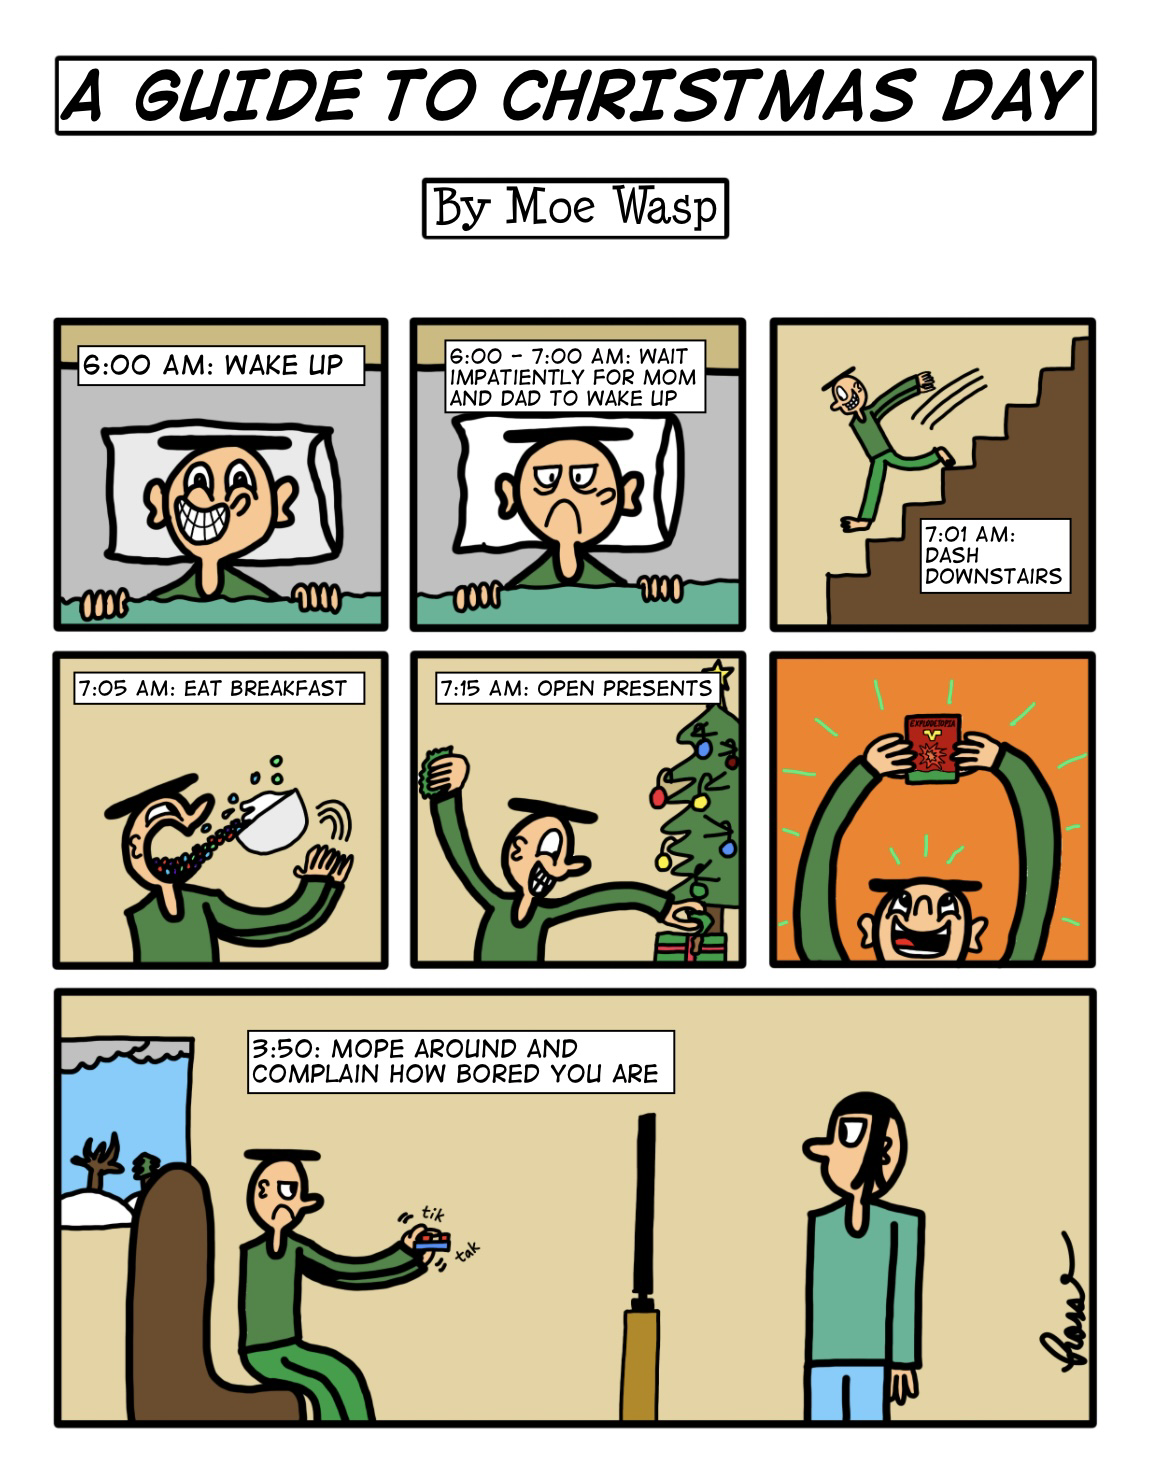 A GUIDE TO CHRISTMAS DAY
By Moe Wasp
6:00 AM: WAKE UP
6:00 - 7:00 AM: WAIT
IMPATIENTLY FOR MOM
AND DAD TO WAKE UP
7:01 AM:
DASH
DOWNSTAIRS
7:05 AM: EAT BREAKFAST
7:15 AM: OPEN PRESENTS
EXPLODETOPIA
V
3:50: MOPE AROUND AND
COMPLAIN HOW BORED YOU ARE
tik
tak